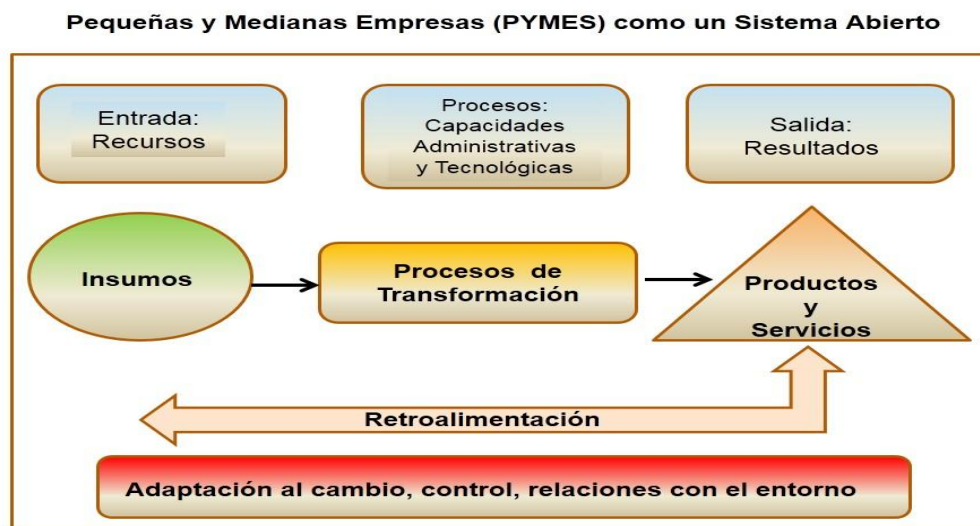 Pequeñas y Medianas Empresas (PYMES) como un Sistema Abierto
Entrada:
Recursos
Procesos:
Capacidades
Administrativas
y Tecnológicas
Salida:
Resultados
Insumos
Procesos de
Transformación
Productos
y
Servicios
Retroalimentación
Adaptación al cambio, control, relaciones con el entorno